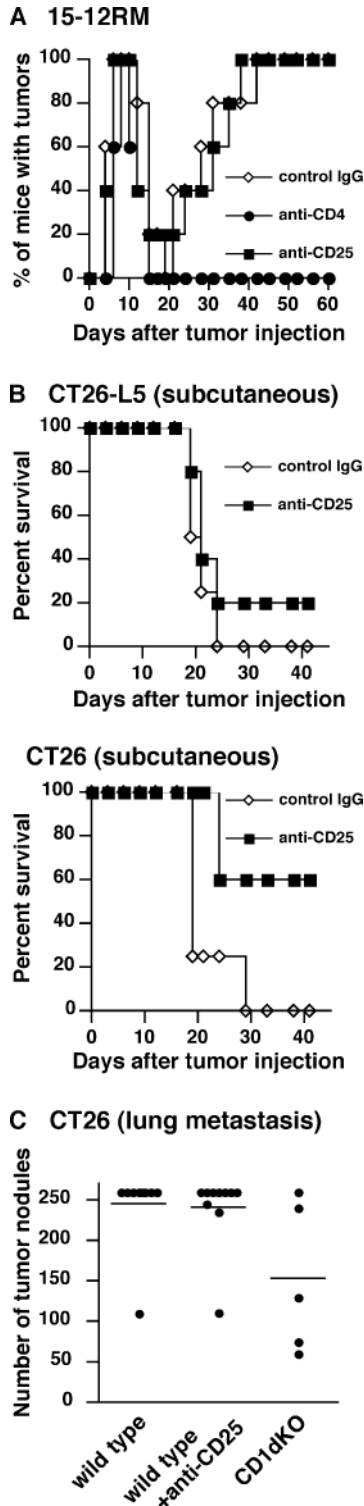 A 15-12RM
% of mice with tumors
100
80
60
40
20
0
control IgG
anti-CD4
anti-CD25
0 10 20 30 40 50 60
Days after tumor injection
B CT26-L5 (subcutaneous)
Percent survival
100
80
60
40
20
0
control IgG
anti-CD25
0 20 40
Days after tumor injection
CT26 (subcutaneous)
Percent survival
100
80
60
40
20
0
control IgG
anti-CD25
0 20 40
Days after tumor injection
C CT26 (lung metastasis)
Number of tumor nodules
250
200
150
100
50
0
wild type
wild type
+anti-CD25
CD1dKO